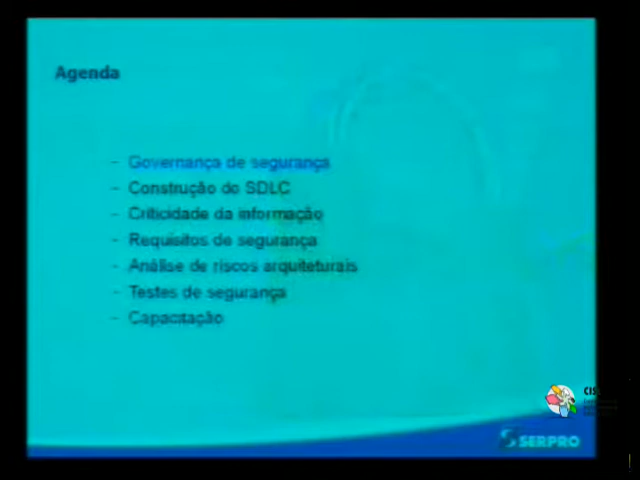 Agenda
- Governança de segurança
- Construção do SDLC
- Criticidade da informação
- Requisitos de segurança
- Análise de riscos arquiteturais
- Testes de segurança
- Capacitação
CIS
SERPRO